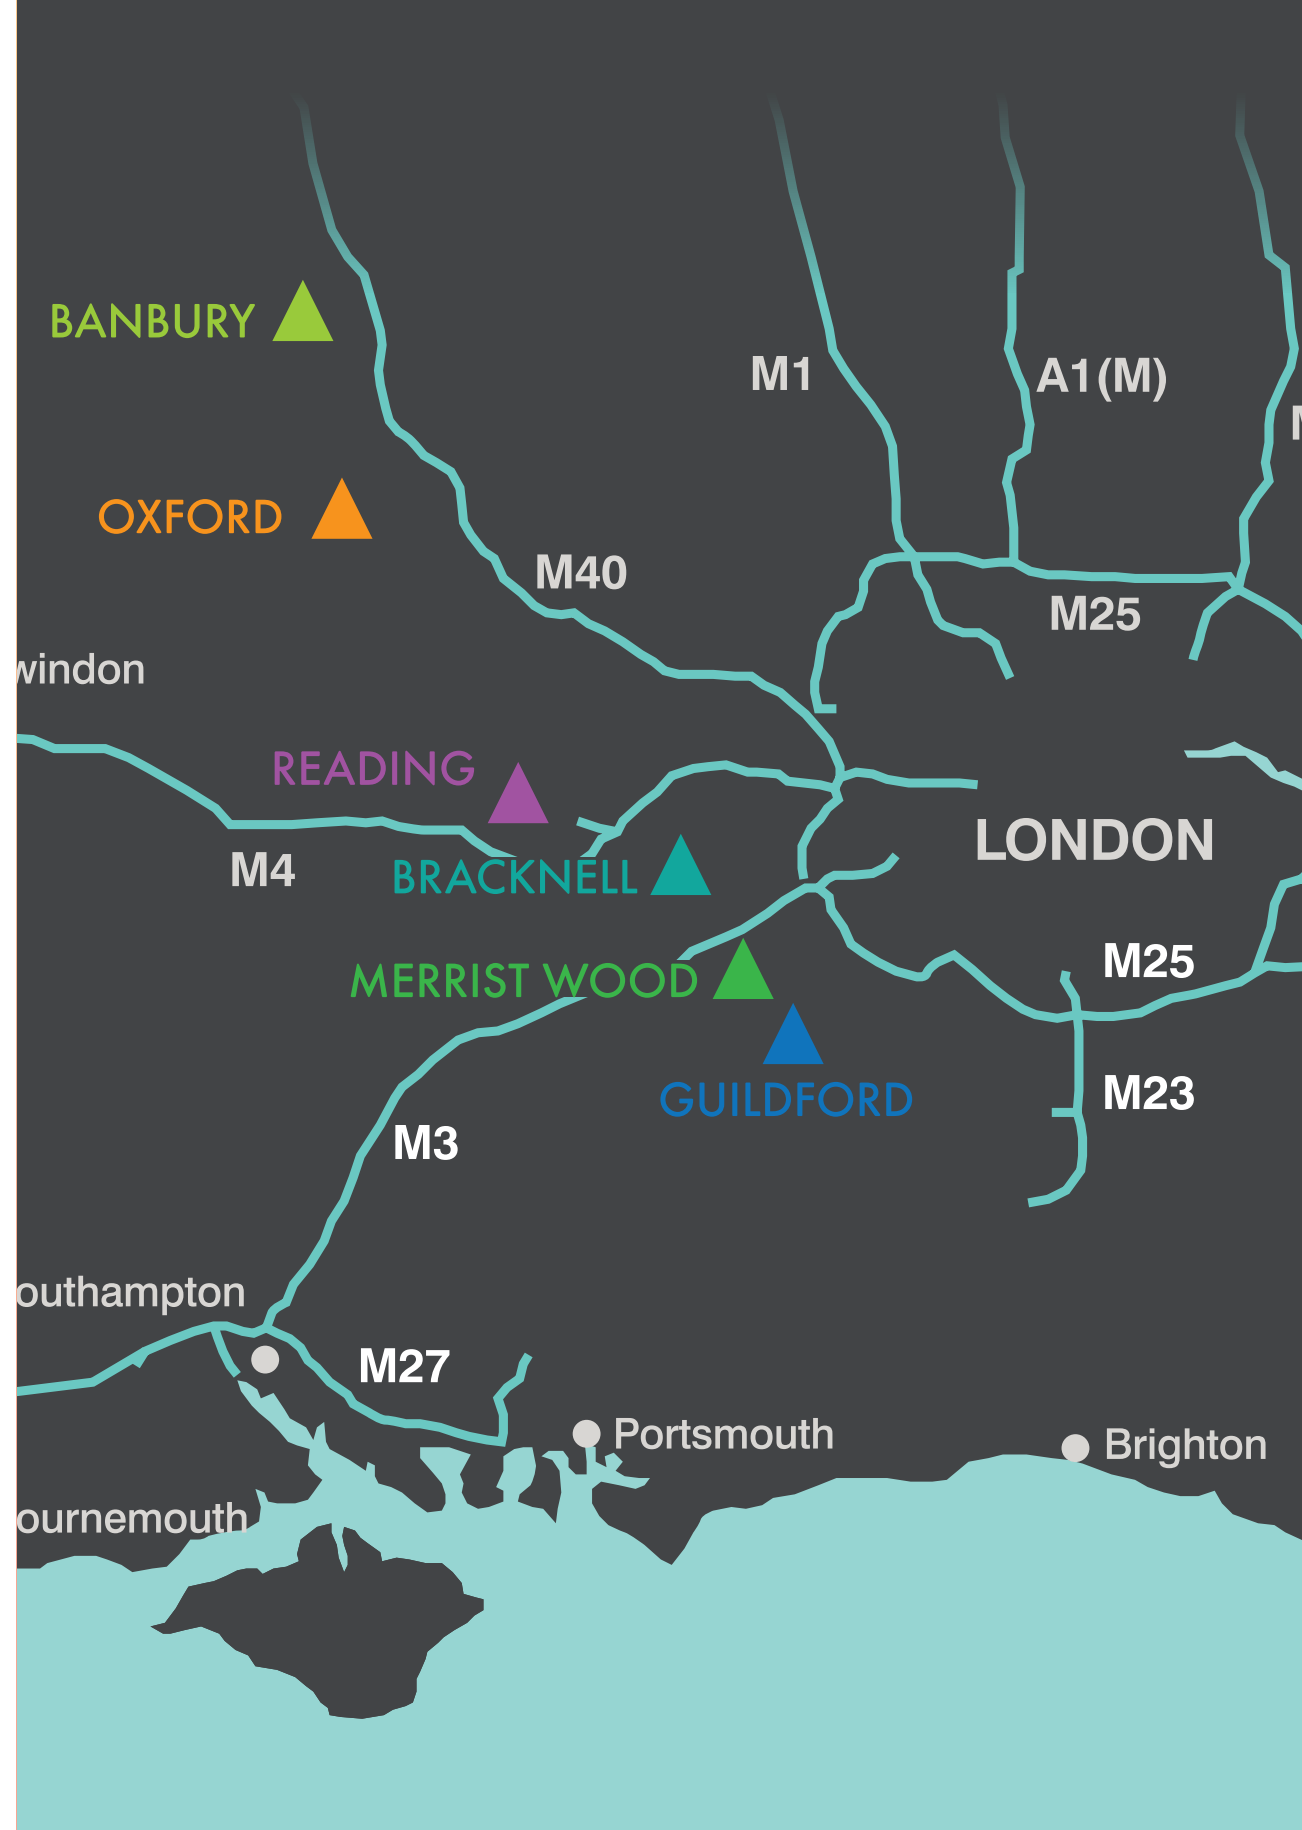 BANBURY
M1
A1(M)
OXFORD
M40
M25
windon
READING
LONDON
M4
BRACKNELL
M25
MERRIST WOOD
M23
GUILDFORD
M3
outhampton
M27
Portsmouth
Brighton
ournemouth